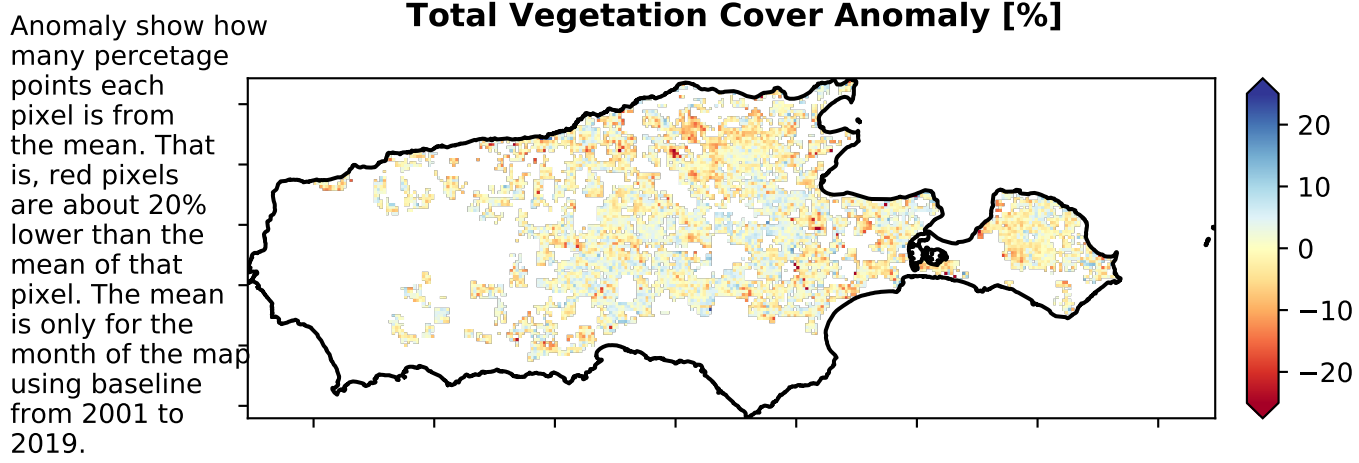 Total Vegetation Cover Anomaly [%]
Anomaly show how
many percetage
points each
pixel is from
the mean. That
is, red pixels
are about 20%
lower than the
mean of that
pixel. The mean
is only for the
month of the map
using baseline
from 2001 to
2019.
20
10
0
−10
−20